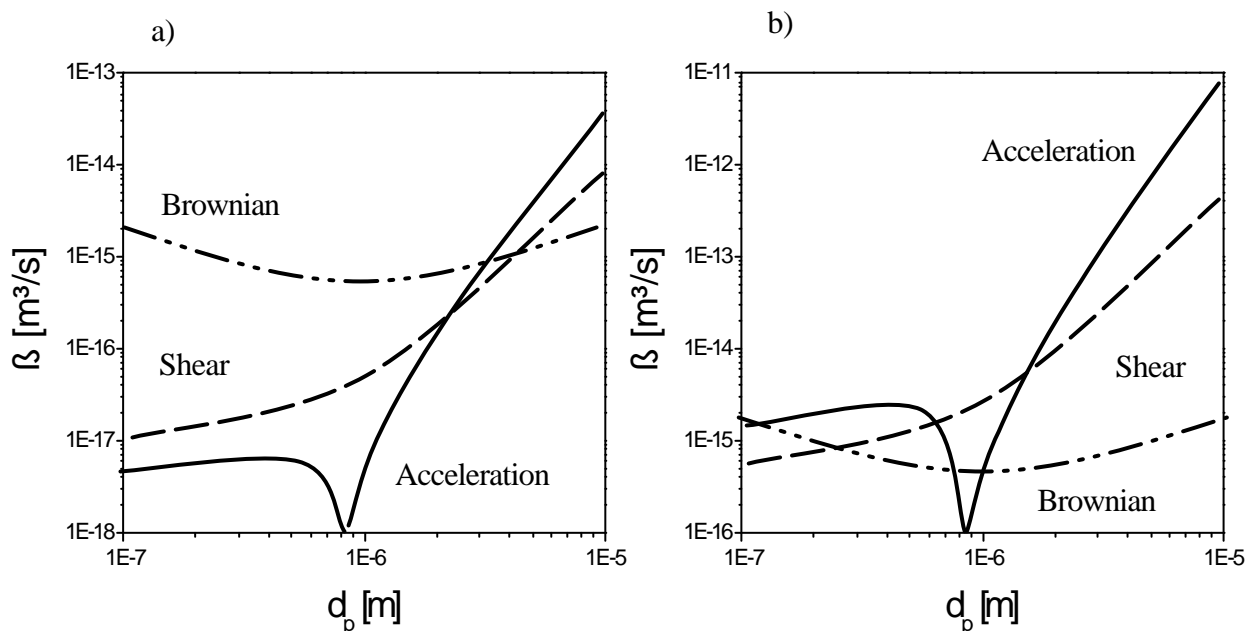 a)
1E-13
1E-14
1E-15
1E-16
1E-17
1E-18
ß [m³/s]
Brownian
Shear
Acceleration
1E-7
1E-6
1E-5
d_p [m]
b)
1E-11
1E-12
1E-13
1E-14
1E-15
1E-16
ß [m³/s]
Acceleration
Shear
Brownian
1E-7
1E-6
1E-5
d_p [m]